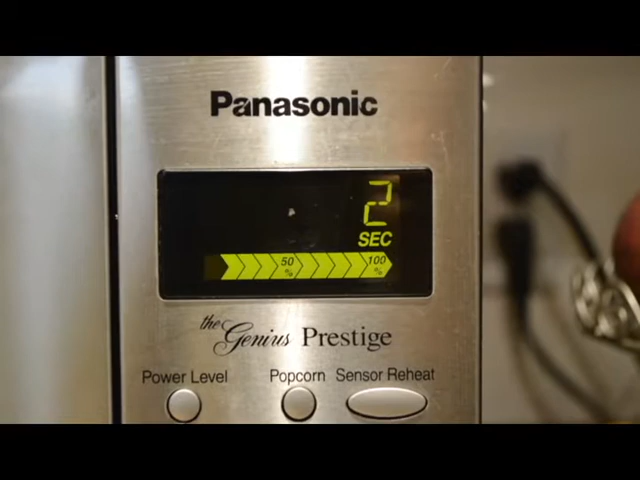 Panasonic
2
SEC
50 % 100 %
the Genius Prestige
Power Level Popcorn Sensor Reheat